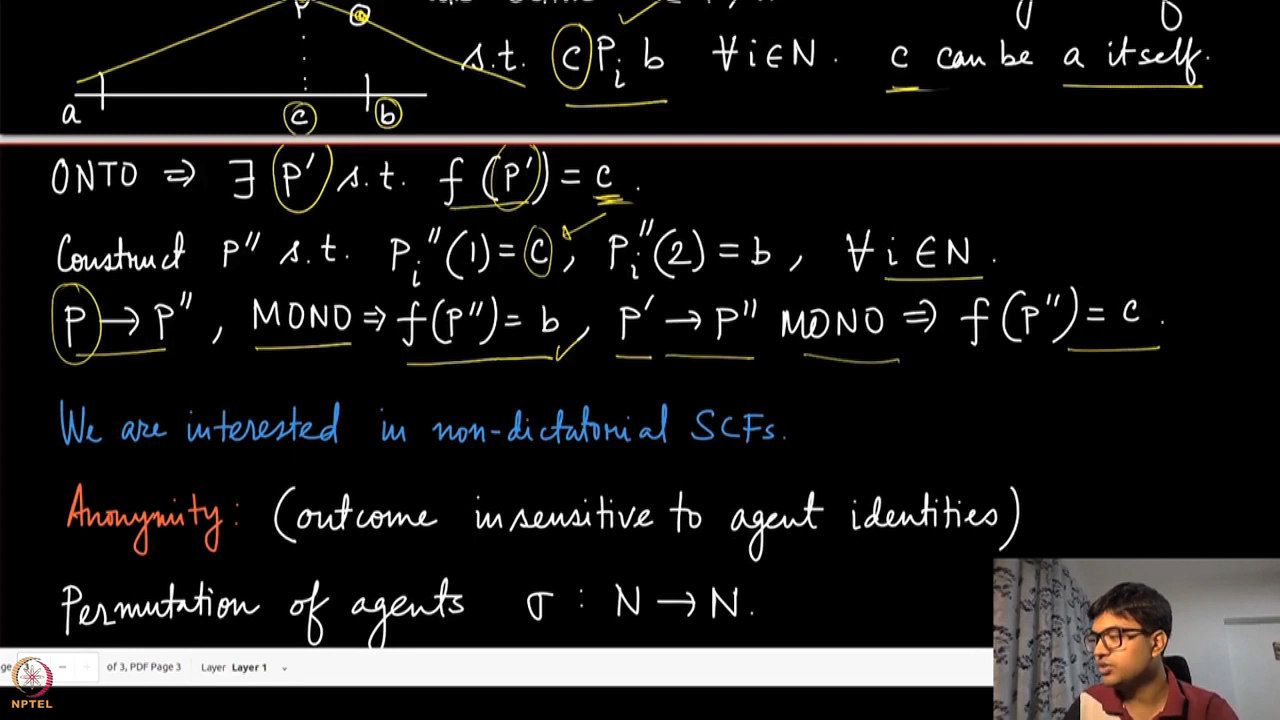 s.t. c P_i b ∀i∈N. c can be a itself.
a c b
ONTO ⇒ ∃ P' s.t. f(P') = c.
Construct P'' s.t. P_i''(1) = c, P_i''(2) = b, ∀ i ∈ N.
P → P'', MONO ⇒ f(P'') = b, P' → P'' MONO ⇒ f(P'') = c.
We are interested in non-dictatorial SCFs.
Anonymity: (outcome insensitive to agent identities)
Permutation of agents σ : N → N.
of 3, PDF Page 3 Layer Layer 1
NPTEL